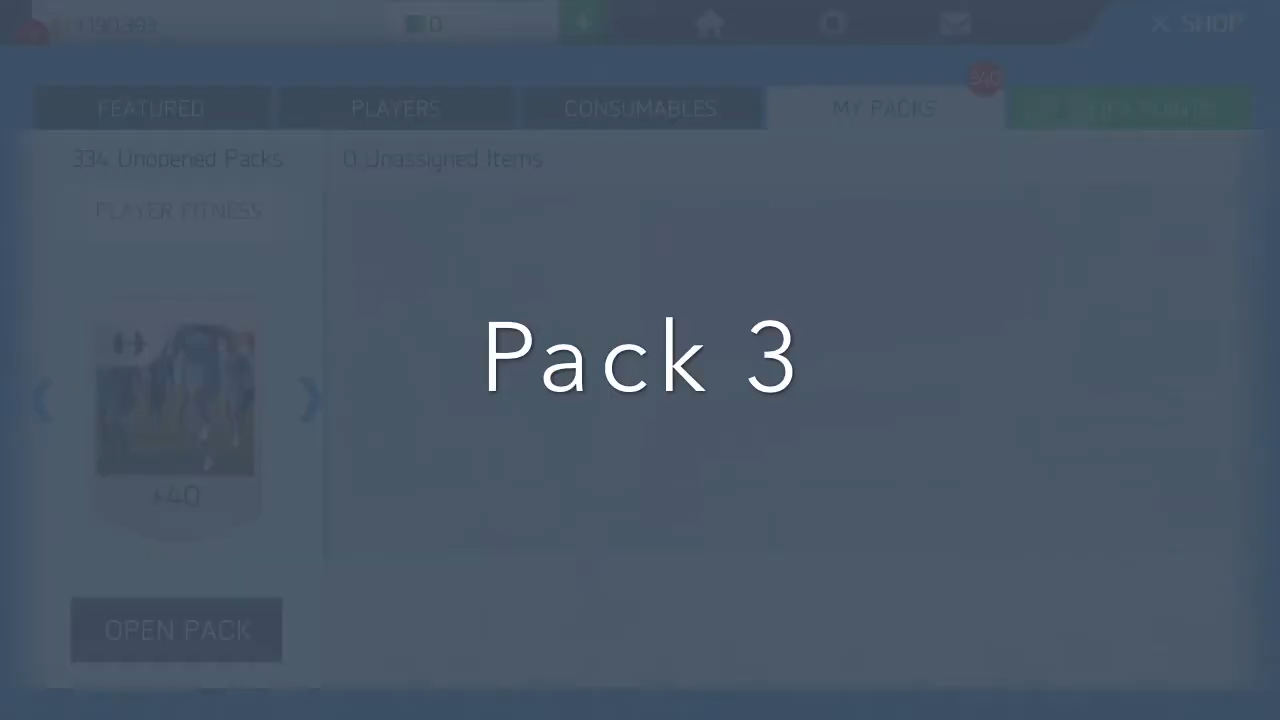 0
SHOP
FEATURED
PLAYERS
CONSUMABLES
MY PACKS
334 Unopened Packs
0 Unassigned Items
PLAYER FITNESS
Pack 3
+40
OPEN PACK